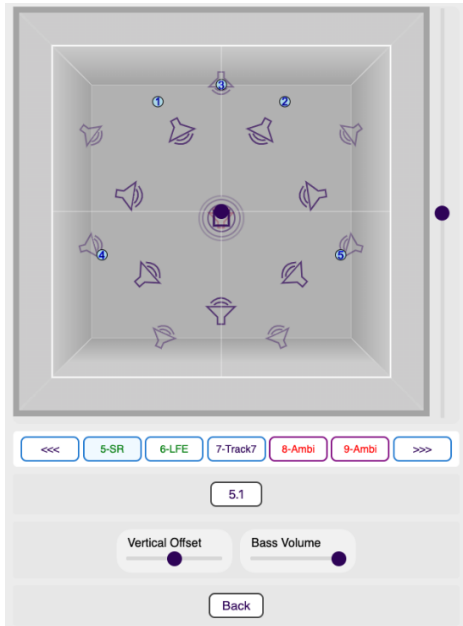 3
1
2
4
5
<<<
5-SR
6-LFE
7-Track7
8-Ambi
9-Ambi
>>>
5.1
Vertical Offset
Bass Volume
Back